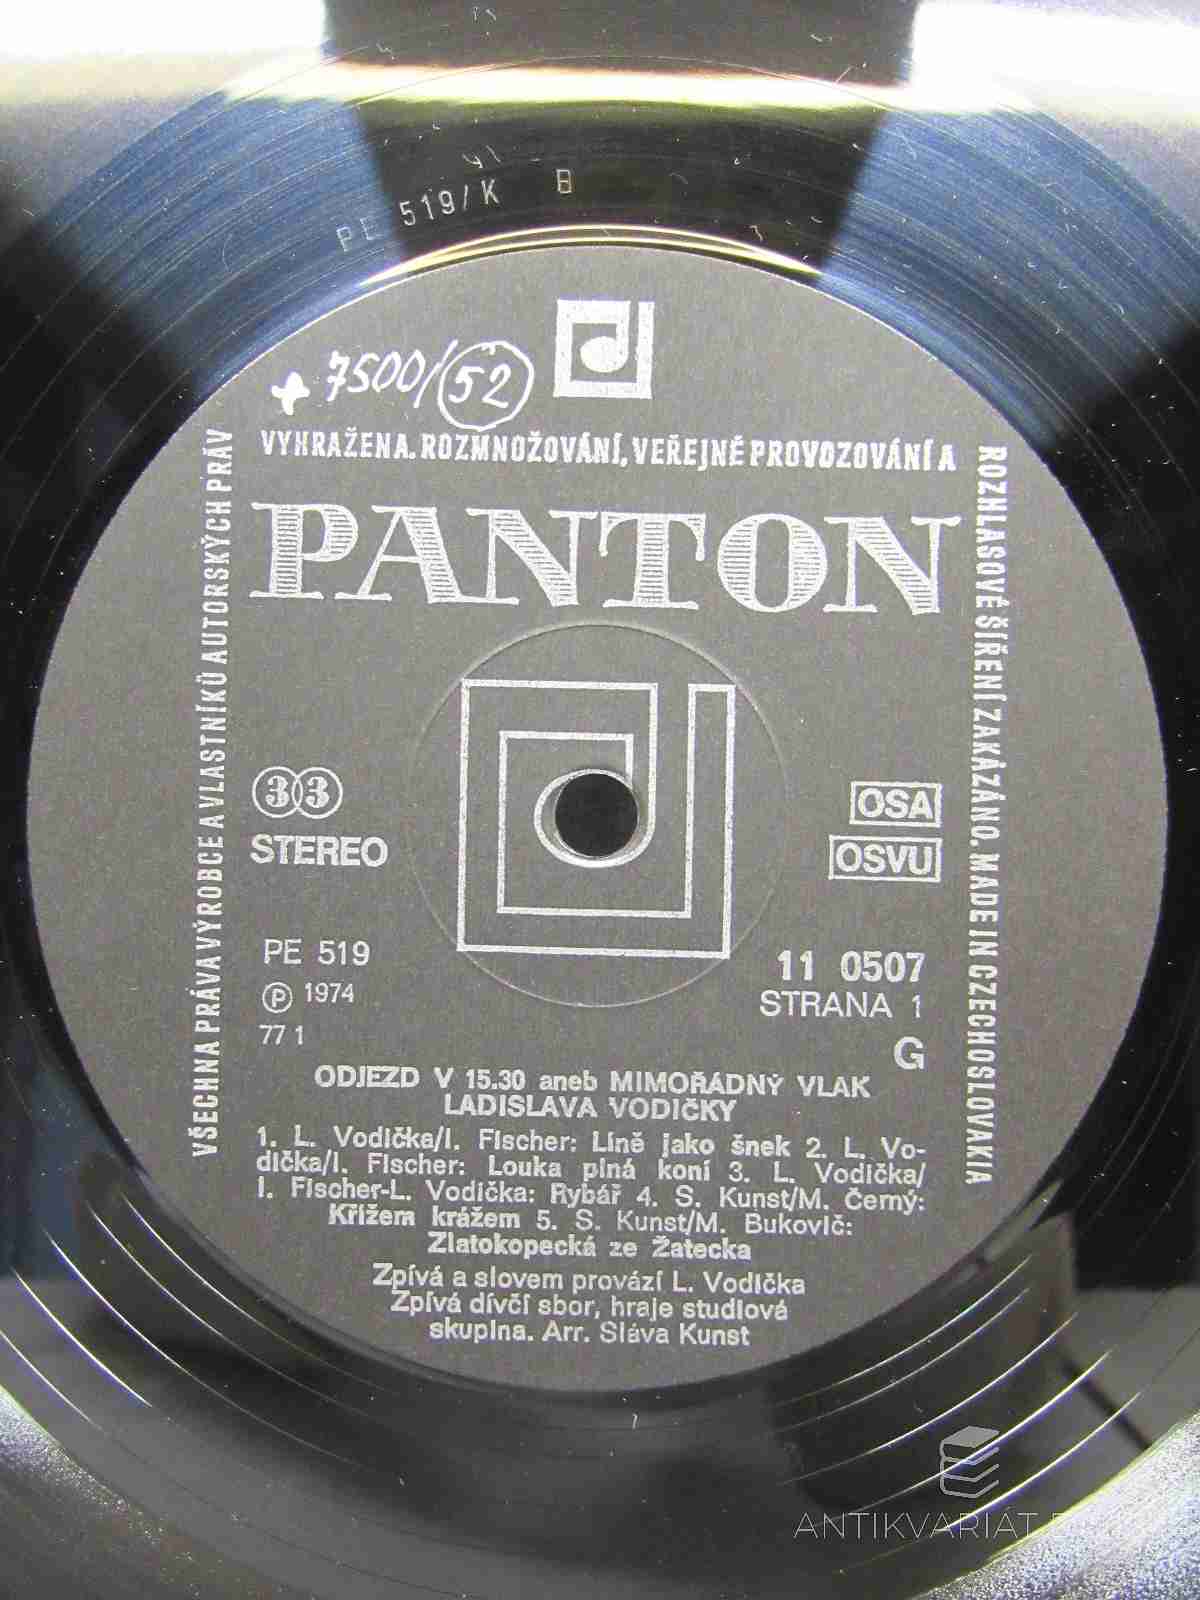 PE 519/K B
+ 7500/52
VYHRAŽENA. ROZMNOŽOVÁNÍ, VEŘEJNÉ PROVOZOVÁNÍ A
ROZHLASOVÉ ŠÍŘENÍ ZAKÁZÁNO. MADE IN CZECHOSLOVAKIA
VŠECHNA PRÁVA VÝROBCE A VLASTNÍKŮ AUTORSKÝCH PRÁV
PANTON
33
STEREO
OSA
OSVU
PE 519
Ⓟ 1974
77 1
11 0507
STRANA 1
G
ODJEZD V 15.30 aneb MIMOŘÁDNÝ VLAK
LADISLAVA VODIČKY
1. L. Vodička/I. Fischer: Líně jako šnek 2. L. Vo-
dička/I. Fischer: Louka plná koní 3. L. Vodička/
I. Fischer-L. Vodička: Rybář 4. S. Kunst/M. Černý:
Křížem krážem 5. S. Kunst/M. Bukovič:
Zlatokopecká ze Žatecka
Zpívá a slovem provází L. Vodička
Zpívá dívčí sbor, hraje studiová
skupina. Arr. Sláva Kunst
ANTIKVARIÁT